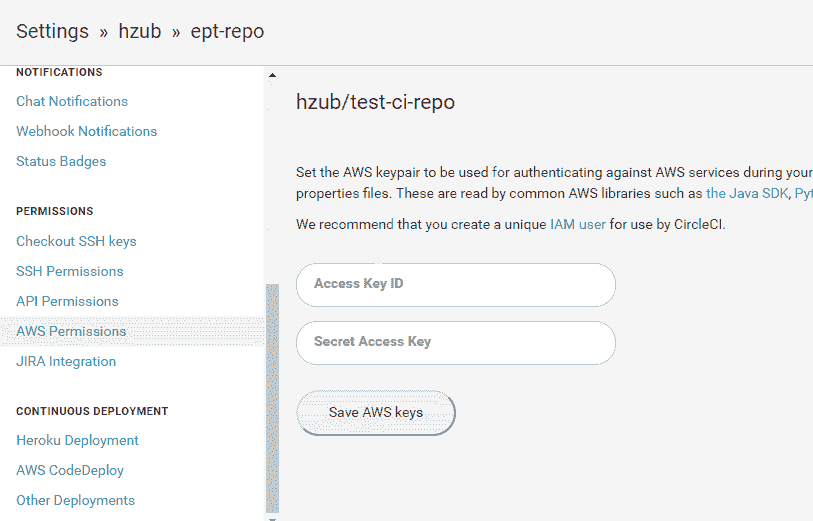 Settings » hzub » ept-repo
NOTIFICATIONS
Chat Notifications
Webhook Notifications
Status Badges
PERMISSIONS
Checkout SSH keys
SSH Permissions
API Permissions
AWS Permissions
JIRA Integration
CONTINUOUS DEPLOYMENT
Heroku Deployment
AWS CodeDeploy
Other Deployments
hzub/test-ci-repo
Set the AWS keypair to be used for authenticating against AWS services during your
properties files. These are read by common AWS libraries such as the Java SDK, Pyt
We recommend that you create a unique IAM user for use by CircleCI.
Access Key ID
Secret Access Key
Save AWS keys